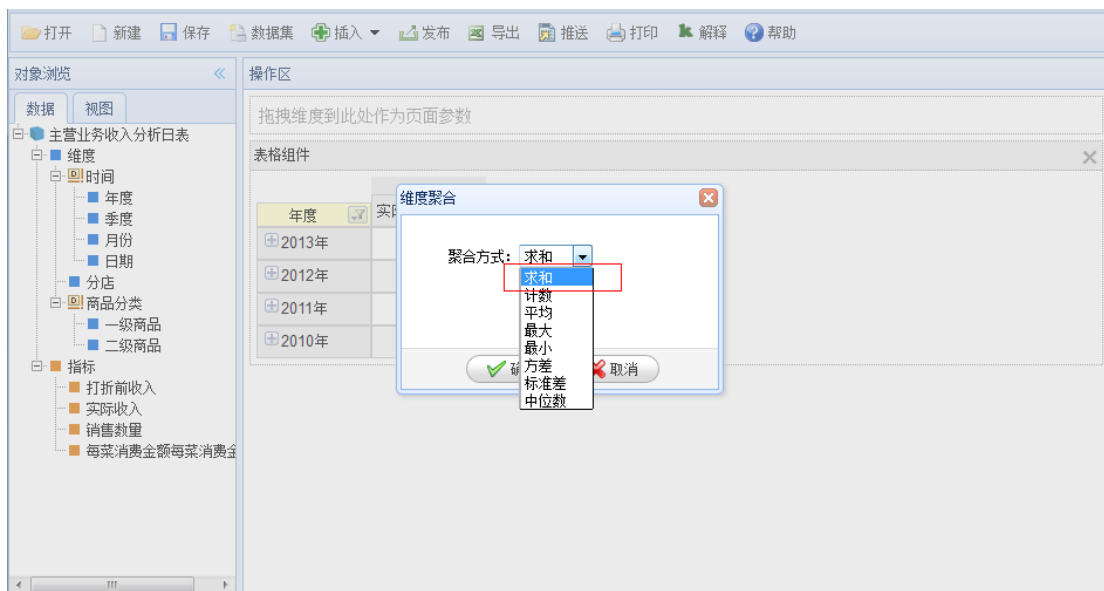 打开 新建 保存 数据集 插入 发布 导出 推送 打印 解释 帮助
对象浏览
操作区
数据 视图
主营业务收入分析日表
维度
时间
年度
季度
月份
日期
分店
商品分类
一级商品
二级商品
指标
打折前收入
实际收入
销售数量
每菜消费金额每菜消费金
拖拽维度到此处作为页面参数
表格组件
年度 实际
2013年
2012年
2011年
2010年
维度聚合
聚合方式: 求和
求和
计数
平均
最大
最小
方差
标准差
中位数
确 取消